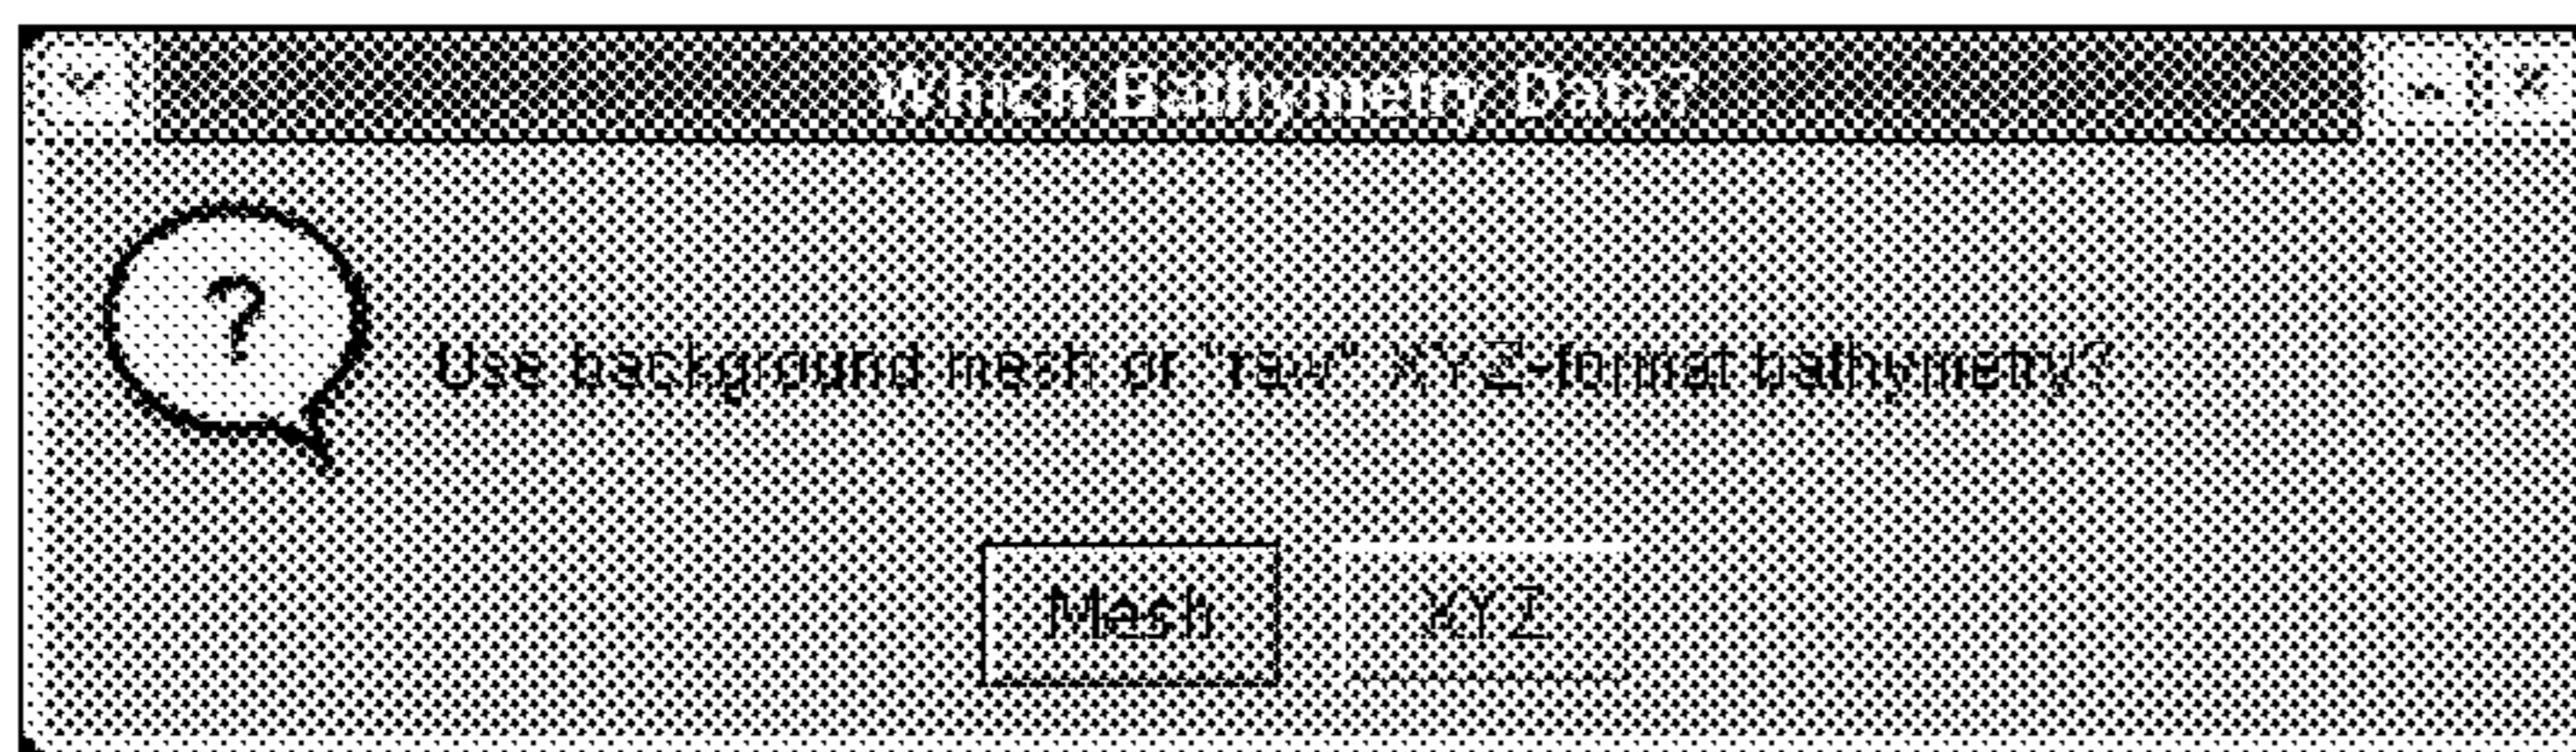 Which Bathymetry Data?
?
Use background mesh or "raw" XYZ-format bathymetry?
Mesh XYZ